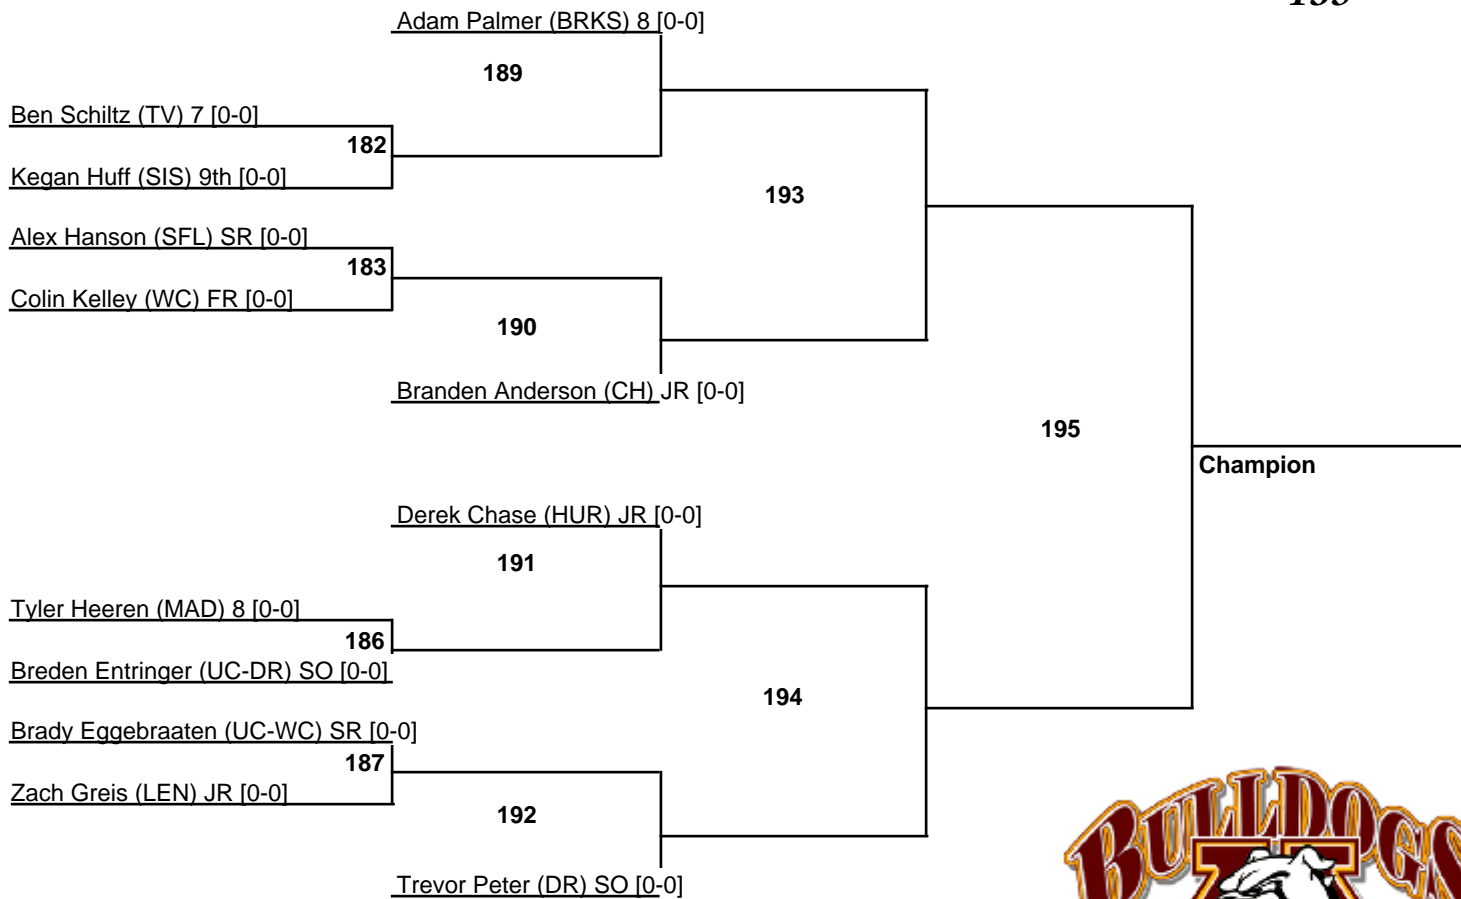 Adam Palmer (BRKS) 8 [0-0]
189
Ben Schiltz (TV) 7 [0-0]
182
Kegan Huff (SIS) 9th [0-0]
193
Alex Hanson (SFL) SR [0-0]
183
Colin Kelley (WC) FR [0-0]
190
Branden Anderson (CH) JR [0-0]
195
Champion
Derek Chase (HUR) JR [0-0]
191
Tyler Heeren (MAD) 8 [0-0]
186
Breden Entringer (UC-DR) SO [0-0]
194
Brady Eggebraaten (UC-WC) SR [0-0]
187
Zach Greis (LEN) JR [0-0]
192
Trevor Peter (DR) SO [0-0]
BULLDOGS